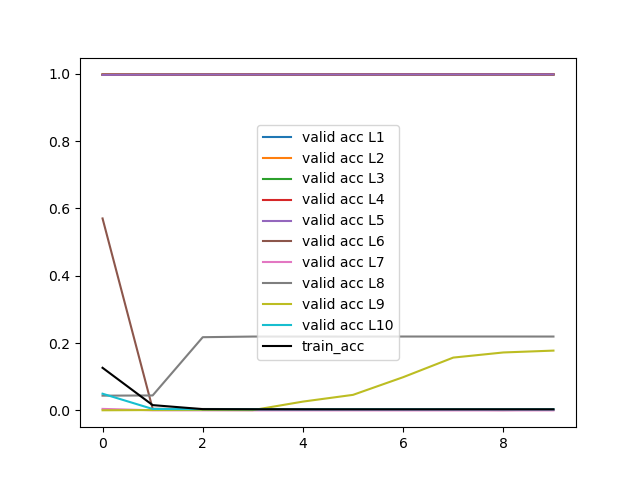 1.0
0.8
0.6
0.4
0.2
0.0
0
2
4
6
8
valid acc L1
valid acc L2
valid acc L3
valid acc L4
valid acc L5
valid acc L6
valid acc L7
valid acc L8
valid acc L9
valid acc L10
train_acc